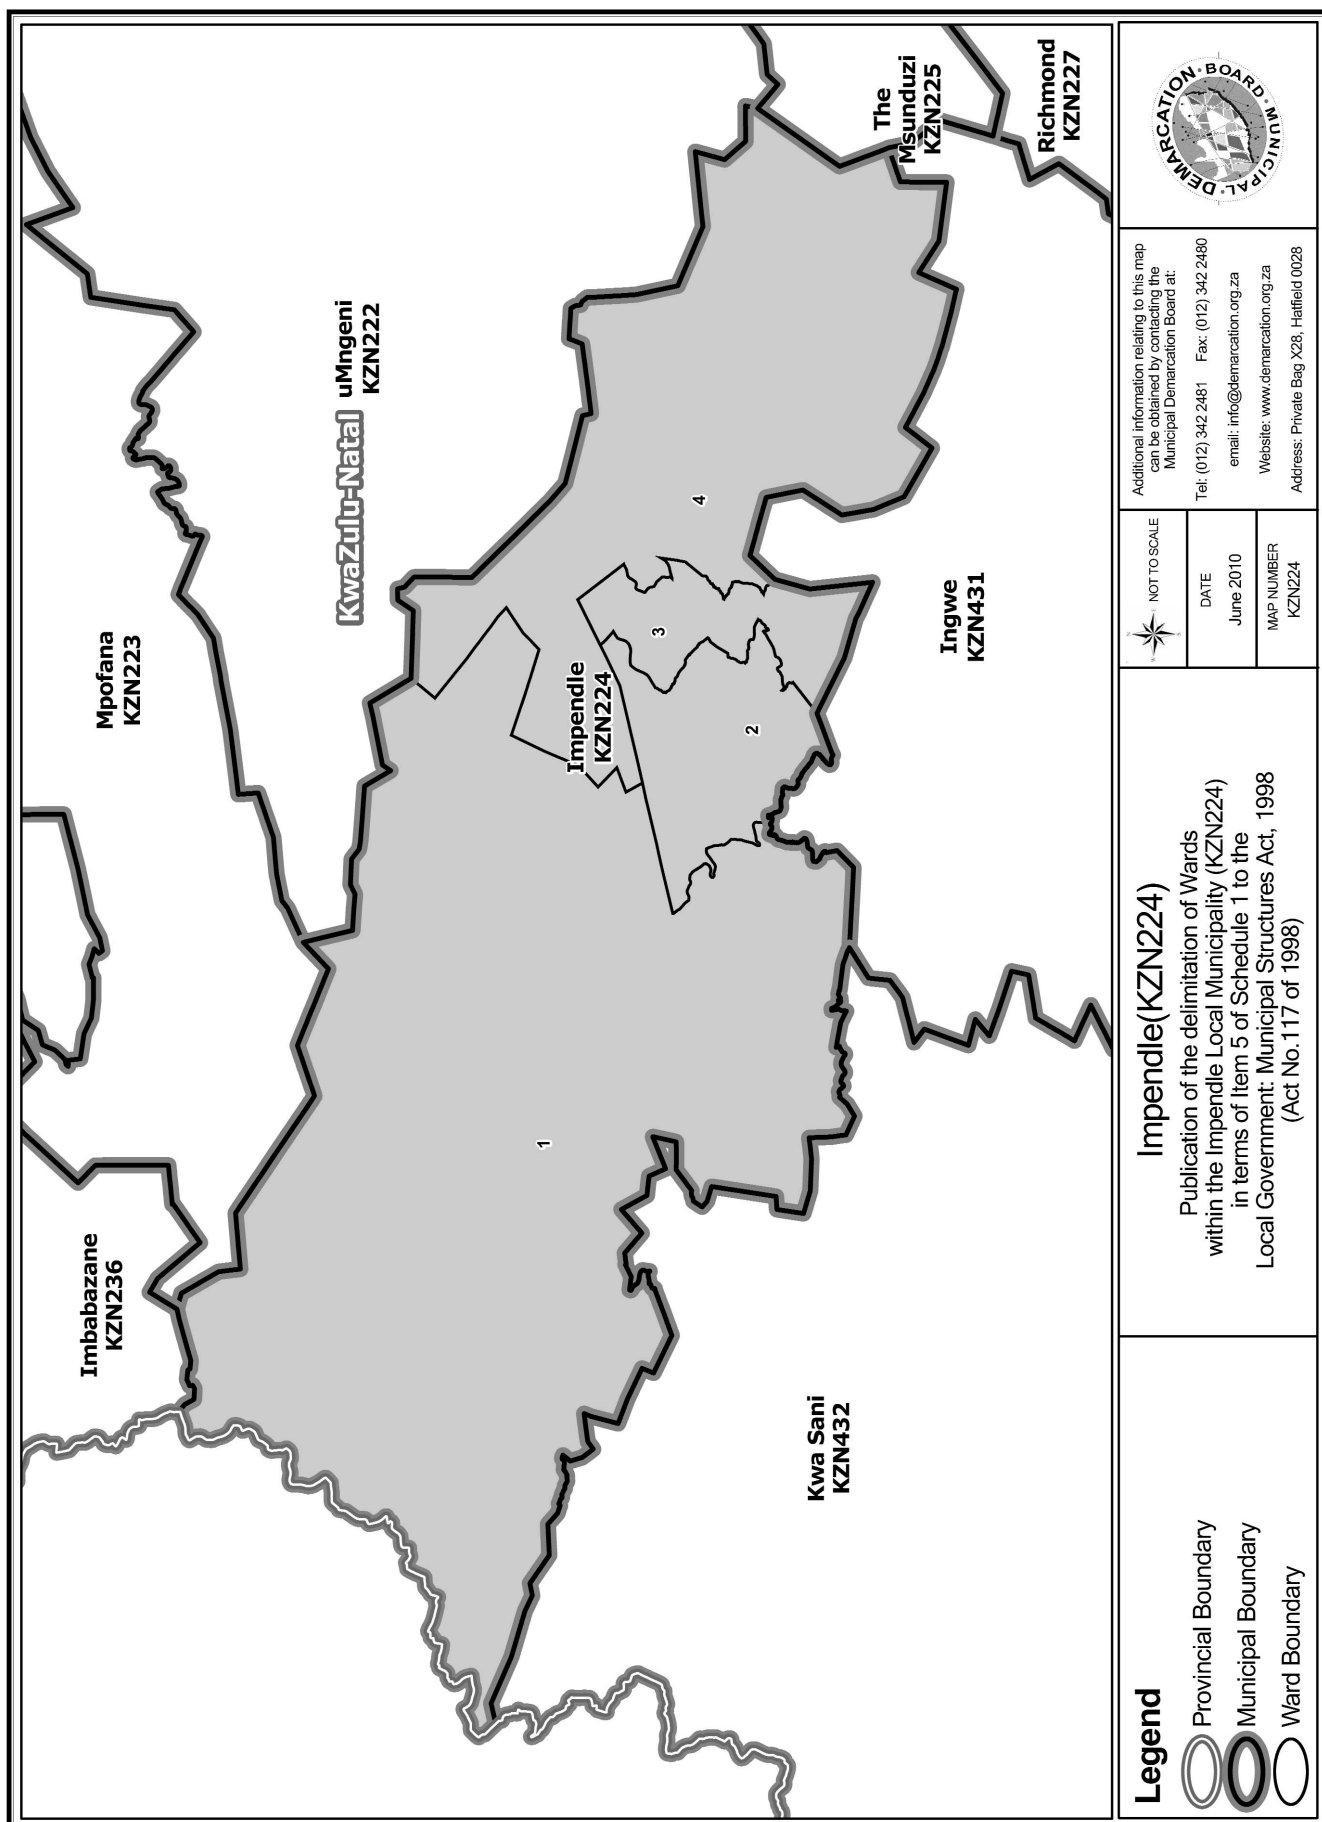 Imbabazane
KZN236
Mpofana
KZN223
KwaZulu-Natal
uMngeni
KZN222
The
Msunduzi
KZN225
Richmond
KZN227
Impendle
KZN224
1
2
3
4
Ingwe
KZN431
Kwa Sani
KZN432
Legend
Provincial Boundary
Municipal Boundary
Ward Boundary
Impendle(KZN224)
Publication of the delimitation of Wards
within the Impendle Local Municipality (KZN224)
in terms of Item 5 of Schedule 1 to the
Local Government: Municipal Structures Act, 1998
(Act No.117 of 1998)
N
W
E
S
NOT TO SCALE
DATE
June 2010
MAP NUMBER
KZN224
Additional information relating to this map
can be obtained by contacting the
Municipal Demarcation Board at:
Tel: (012) 342 2481 Fax: (012) 342 2480
email: info@demarcation.org.za
Website: www.demarcation.org.za
Address: Private Bag X28, Hatfield 0028
MUNICIPAL · DEMARCATION · BOARD ·